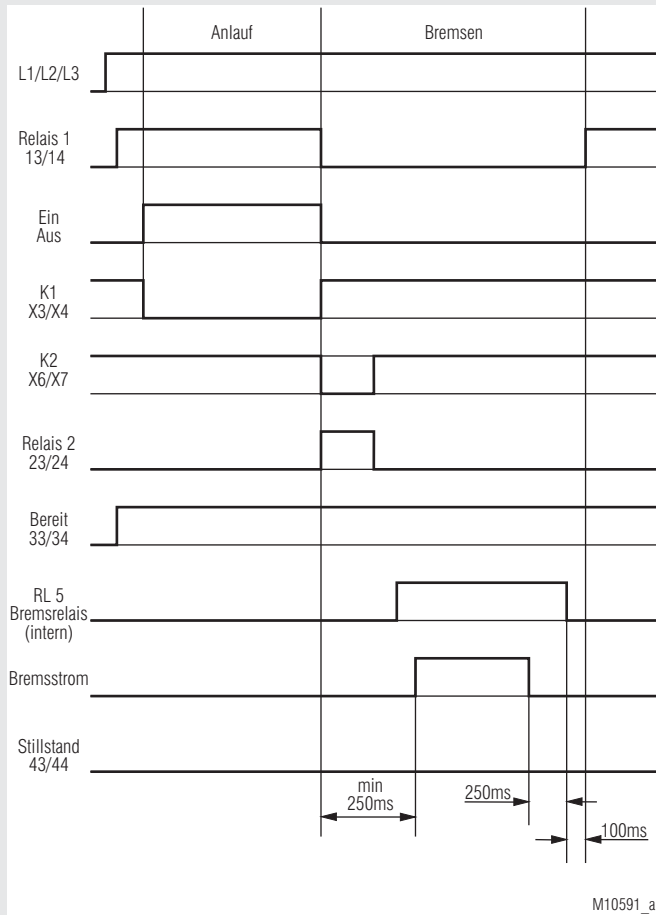 Anlauf
Bremsen
L1/L2/L3
Relais 1
13/14
Ein
Aus
K1
X3/X4
K2
X6/X7
Relais 2
23/24
Bereit
33/34
RL 5
Bremsrelais
(intern)
Bremsstrom
Stillstand
43/44
min
250ms
250ms
100ms
M10591_a